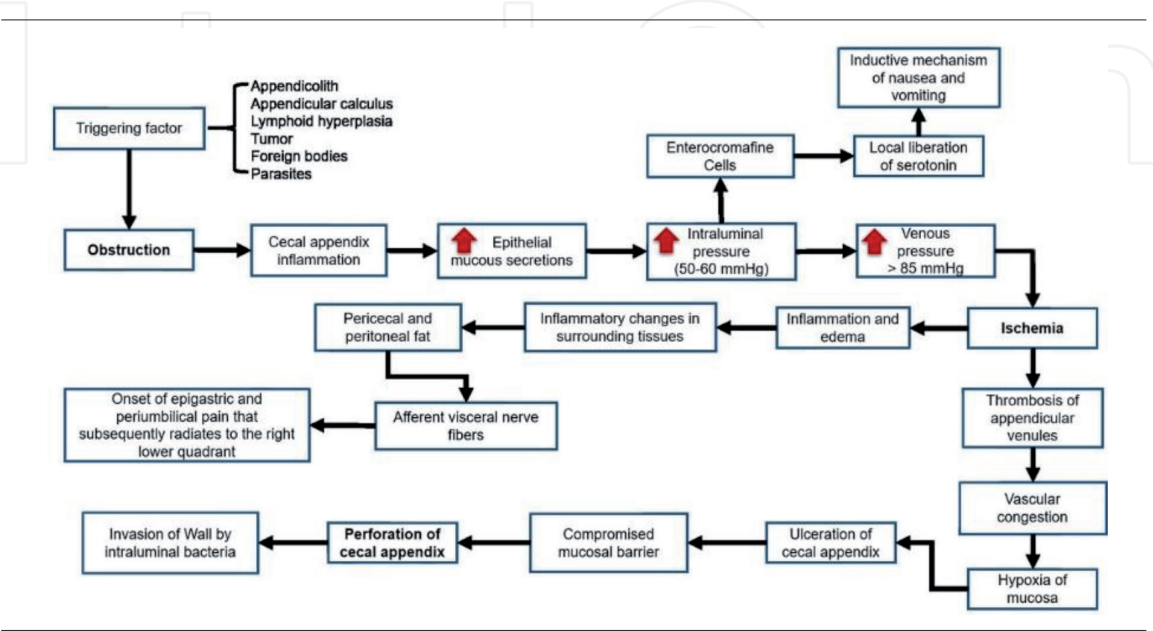 Triggering factor
Appendicolith
Appendicular calculus
Lymphoid hyperplasia
Tumor
Foreign bodies
Parasites
Inductive mechanism
of nausea and
vomiting
Enterocromafine
Cells
Local liberation
of serotonin
Obstruction
Cecal appendix
inflammation
Epithelial
mucous secretions
Intraluminal
pressure
(50-60 mmHg)
Venous
pressure
> 85 mmHg
Pericecal and
peritoneal fat
Inflammatory changes in
surrounding tissues
Inflammation and
edema
Ischemia
Onset of epigastric and
periumbilical pain that
subsequently radiates to the right
lower quadrant
Afferent visceral nerve
fibers
Thrombosis of
appendicular
venules
Vascular
congestion
Invasion of Wall by
intraluminal bacteria
Perforation of
cecal appendix
Compromised
mucosal barrier
Ulceration of
cecal appendix
Hypoxia of
mucosa